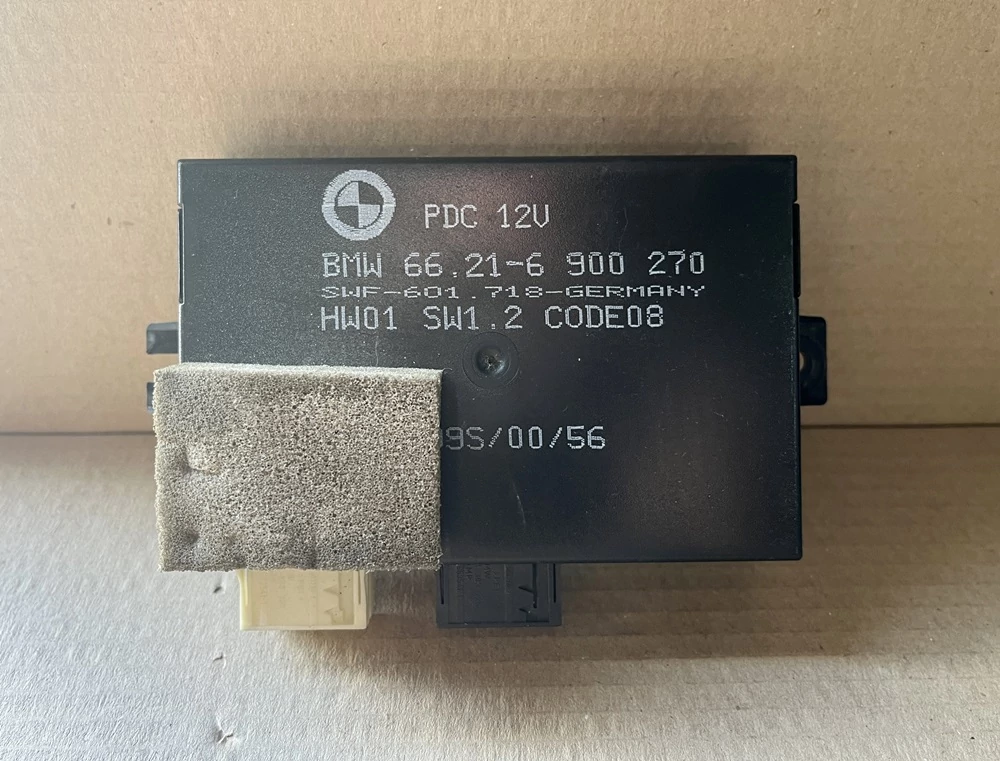 PDC 12V
BMW 66.21-6 900 270
SWF-601.718-GERMANY
HW01 SW1.2 CODE08
9S/00/56